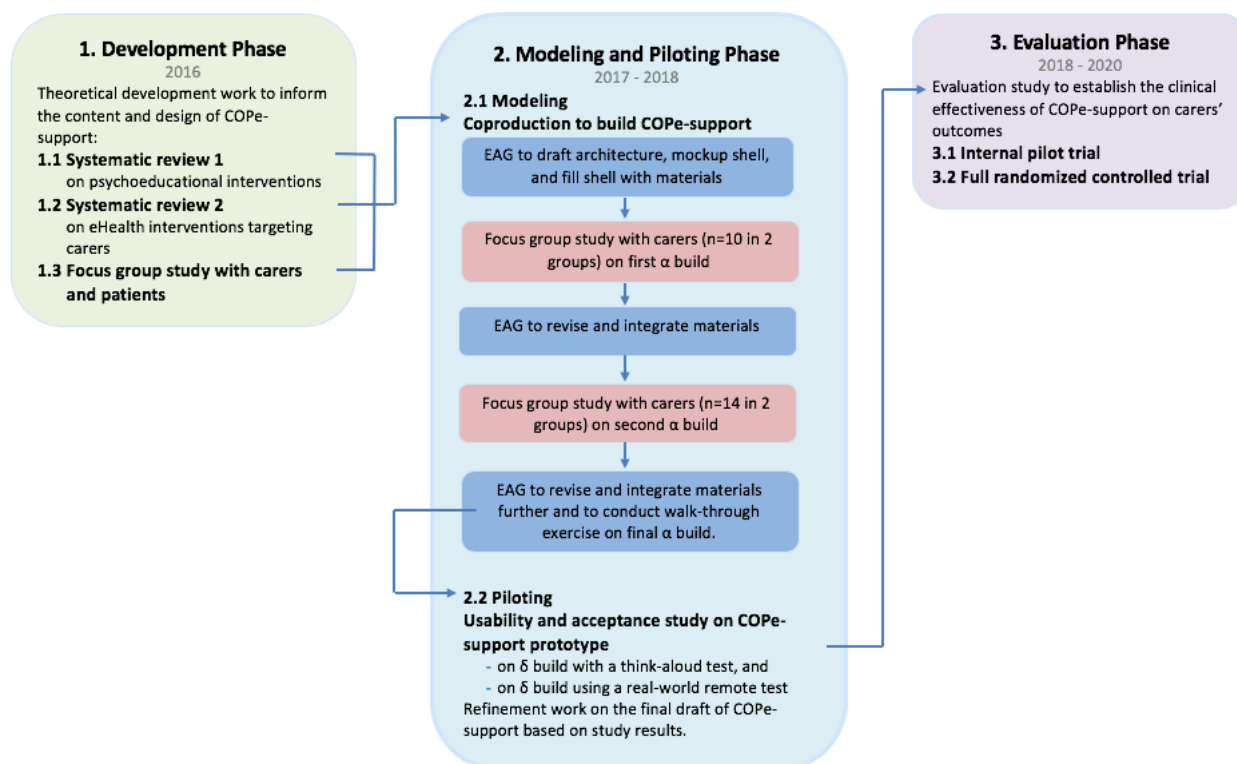 1. Development Phase
2016
Theoretical development work to inform
the content and design of COPe-
support:
1.1 Systematic review 1
on psychoeducational interventions
1.2 Systematic review 2
on eHealth interventions targeting
carers
1.3 Focus group study with carers
and patients
2. Modeling and Piloting Phase
2017 - 2018
2.1 Modeling
Coproduction to build COPe-support
EAG to draft architecture, mockup shell,
and fill shell with materials
Focus group study with carers (n=10 in 2
groups) on first α build
EAG to revise and integrate materials
Focus group study with carers (n=14 in 2
groups) on second α build
EAG to revise and integrate materials
further and to conduct walk-through
exercise on final α build.
2.2 Piloting
Usability and acceptance study on COPe-
support prototype
- on δ build with a think-aloud test, and
- on δ build using a real-world remote test
Refinement work on the final draft of COPe-
support based on study results.
3. Evaluation Phase
2018 - 2020
Evaluation study to establish the clinical
effectiveness of COPe-support on carers’
outcomes
3.1 Internal pilot trial
3.2 Full randomized controlled trial